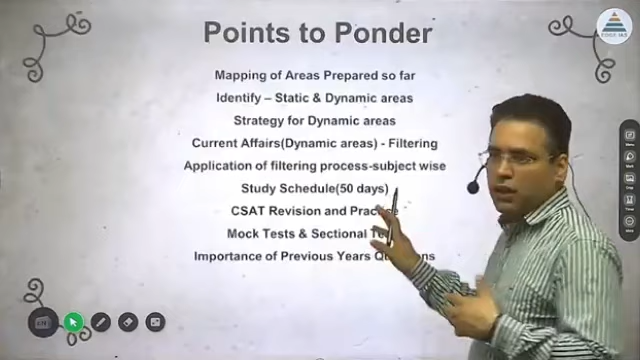 Points to Ponder
Mapping of Areas Prepared so far
Identify – Static & Dynamic areas
Strategy for Dynamic areas
Current Affairs(Dynamic areas) - Filtering
Application of filtering process-subject wise
Study Schedule(50 days)
CSAT Revision and
Mock Tests & Sectional
Importance of Previous Years